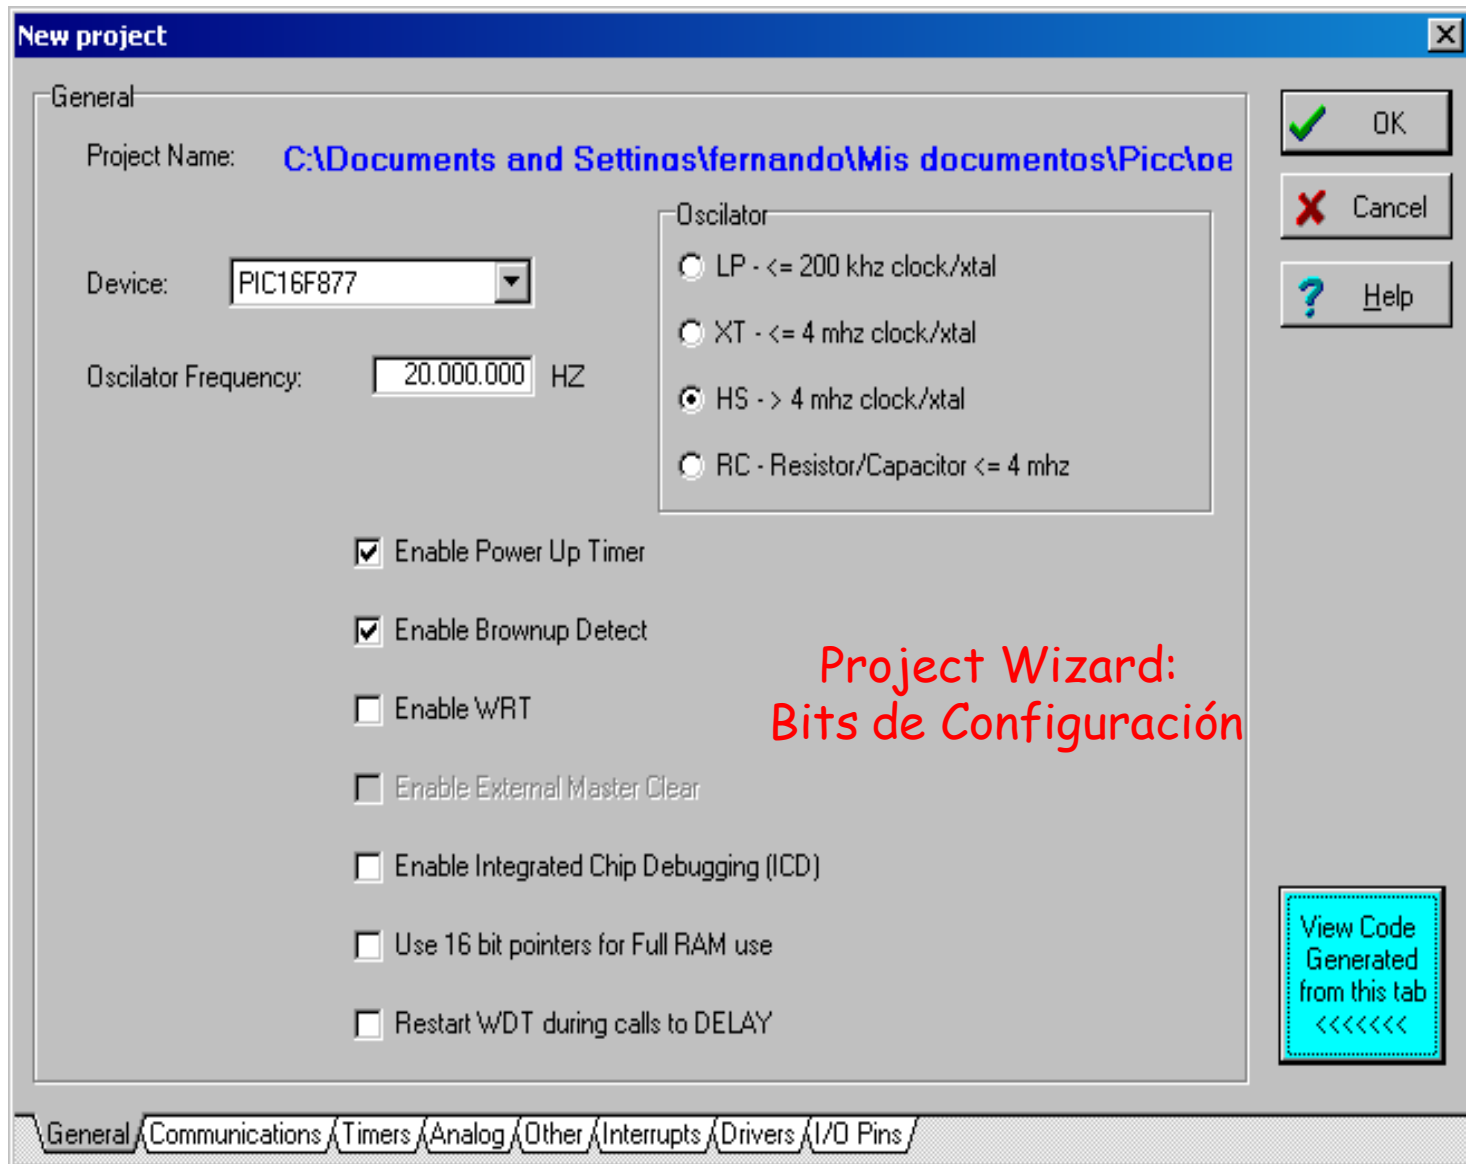 New project
General
Project Name: C:\Documents and Settings\fernando\Mis documentos\Picc\pe
OK
Cancel
Help
Device: PIC16F877
Oscilator Frequency: 20.000.000 HZ
Oscilator
LP - <= 200 khz clock/xtal
XT - <= 4 mhz clock/xtal
HS - > 4 mhz clock/xtal
RC - Resistor/Capacitor <= 4 mhz
Enable Power Up Timer
Enable Brownup Detect
Enable WRT
Enable External Master Clear
Enable Integrated Chip Debugging (ICD)
Use 16 bit pointers for Full RAM use
Restart WDT during calls to DELAY
Project Wizard:
Bits de Configuración
View Code
Generated
from this tab
<<<<<<<
General Communications Timers Analog Other Interrupts Drivers I/O Pins